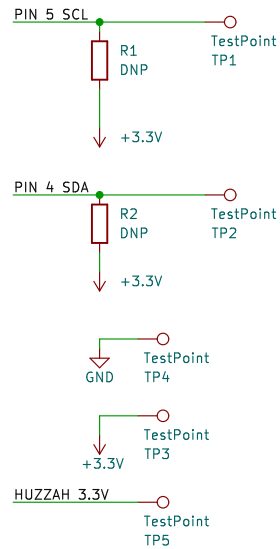 PIN 5 SCL
TestPoint
TP1
R1
DNP
+3.3V
PIN 4 SDA
TestPoint
TP2
R2
DNP
+3.3V
GND
TestPoint
TP4
+3.3V
TestPoint
TP3
HUZZAH 3.3V
TestPoint
TP5